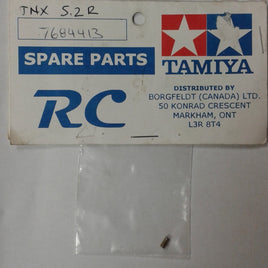 TNX 5.2R
7684413
SPARE PARTS
RC
TAMIYA
DISTRIBUTED BY
BORGFELDT (CANADA) LTD.
50 KONRAD CRESCENT
MARKHAM, ONT
L3R 8T4